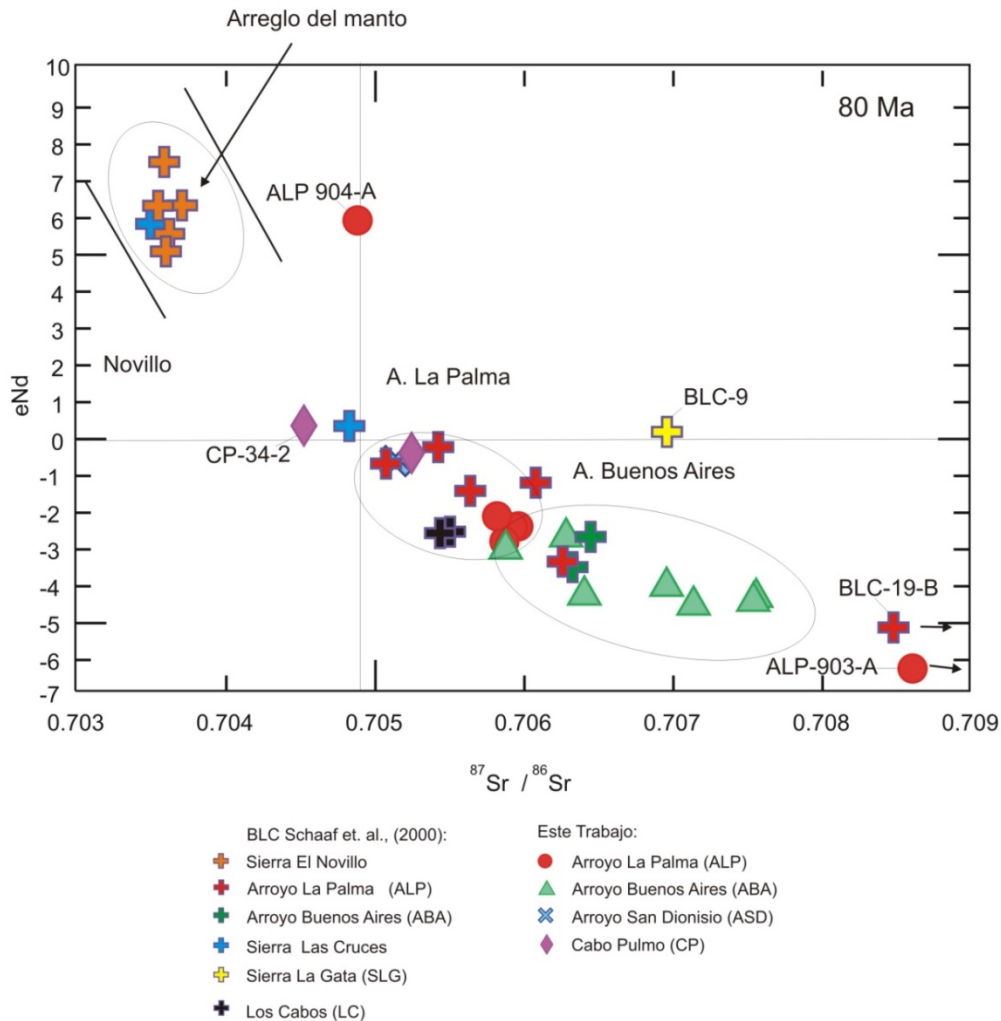 Arreglo del manto
10
9
8
7
6
5
4
3
2
1
0
-1
-2
-3
-4
-5
-6
-7
eNd
80 Ma
ALP 904-A
Novillo
A. La Palma
BLC-9
CP-34-2
A. Buenos Aires
BLC-19-B
ALP-903-A
0.703 0.704 0.705 0.706 0.707 0.708 0.709
87Sr / 86Sr
BLC Schaaf et. al., (2000):
Sierra El Novillo
Arroyo La Palma (ALP)
Arroyo Buenos Aires (ABA)
Sierra Las Cruces
Sierra La Gata (SLG)
Los Cabos (LC)
Este Trabajo:
Arroyo La Palma (ALP)
Arroyo Buenos Aires (ABA)
Arroyo San Dionisio (ASD)
Cabo Pulmo (CP)